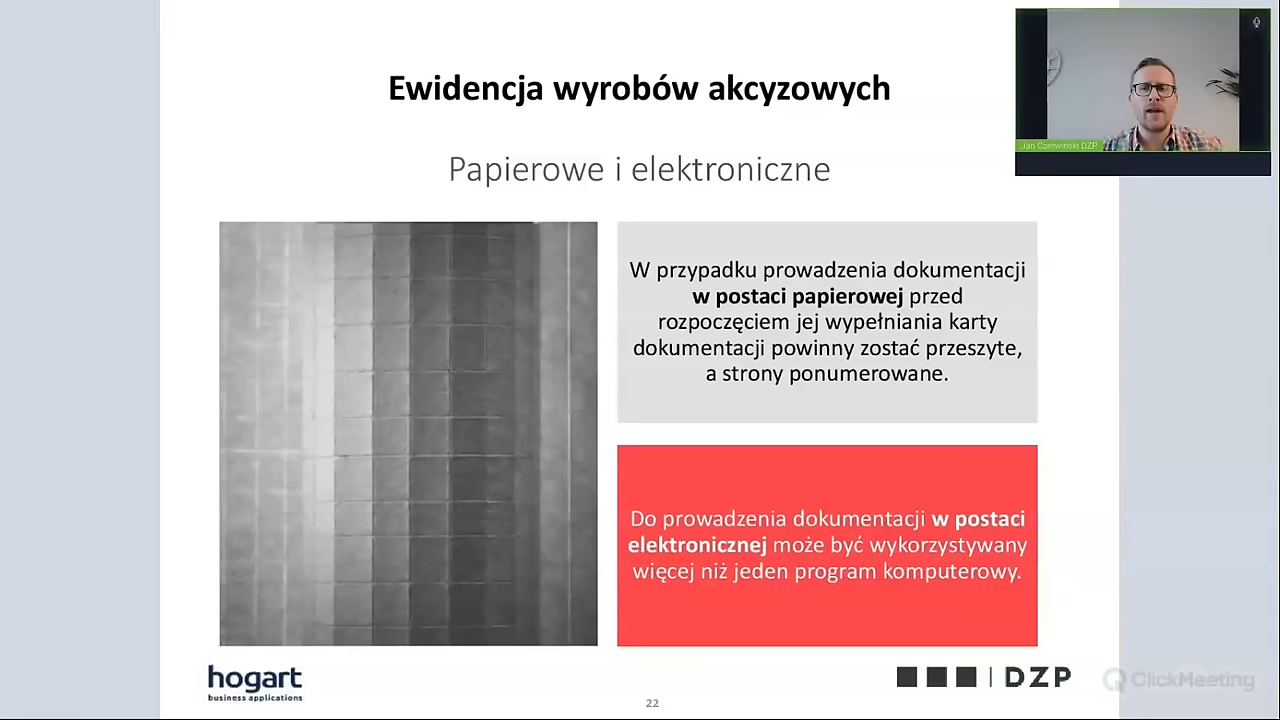 Ewidencja wyrobów akcyzowych
Jan Czerwinski DZP
Papierowe i elektroniczne
W przypadku prowadzenia dokumentacji
w postaci papierowej przed
rozpoczęciem jej wypełniania karty
dokumentacji powinny zostać przeszyte,
a strony ponumerowane.
Do prowadzenia dokumentacji w postaci
elektronicznej może być wykorzystywany
więcej niż jeden program komputerowy.
hogart
business applications
DZP
ClickMeeting
22